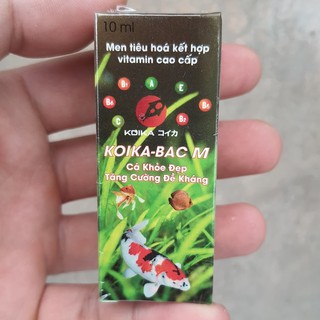 10 ml
Men tiêu hoá kết hợp
vitamin cao cấp
A
E
C
KOIKA コイカ
KOIKA-BAC M
Cá Khỏe Đẹp
Tăng Cường Đề Kháng